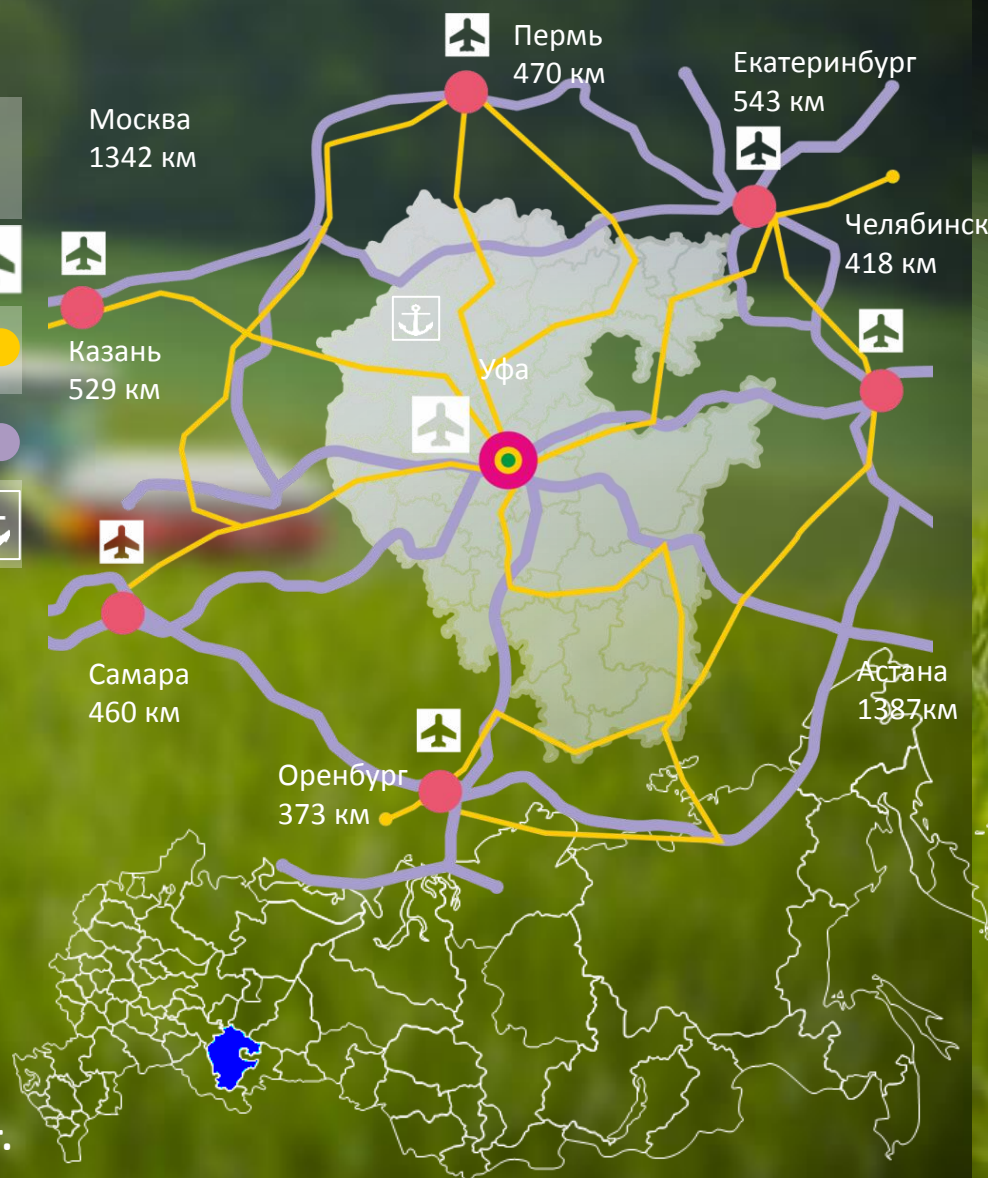 Пермь
470 км
Екатеринбург
543 км
Москва
1342 км
Челябинск
418 км
Казань
529 км
Уфа
Самара
460 км
Астана
1387км
Оренбург
373 км